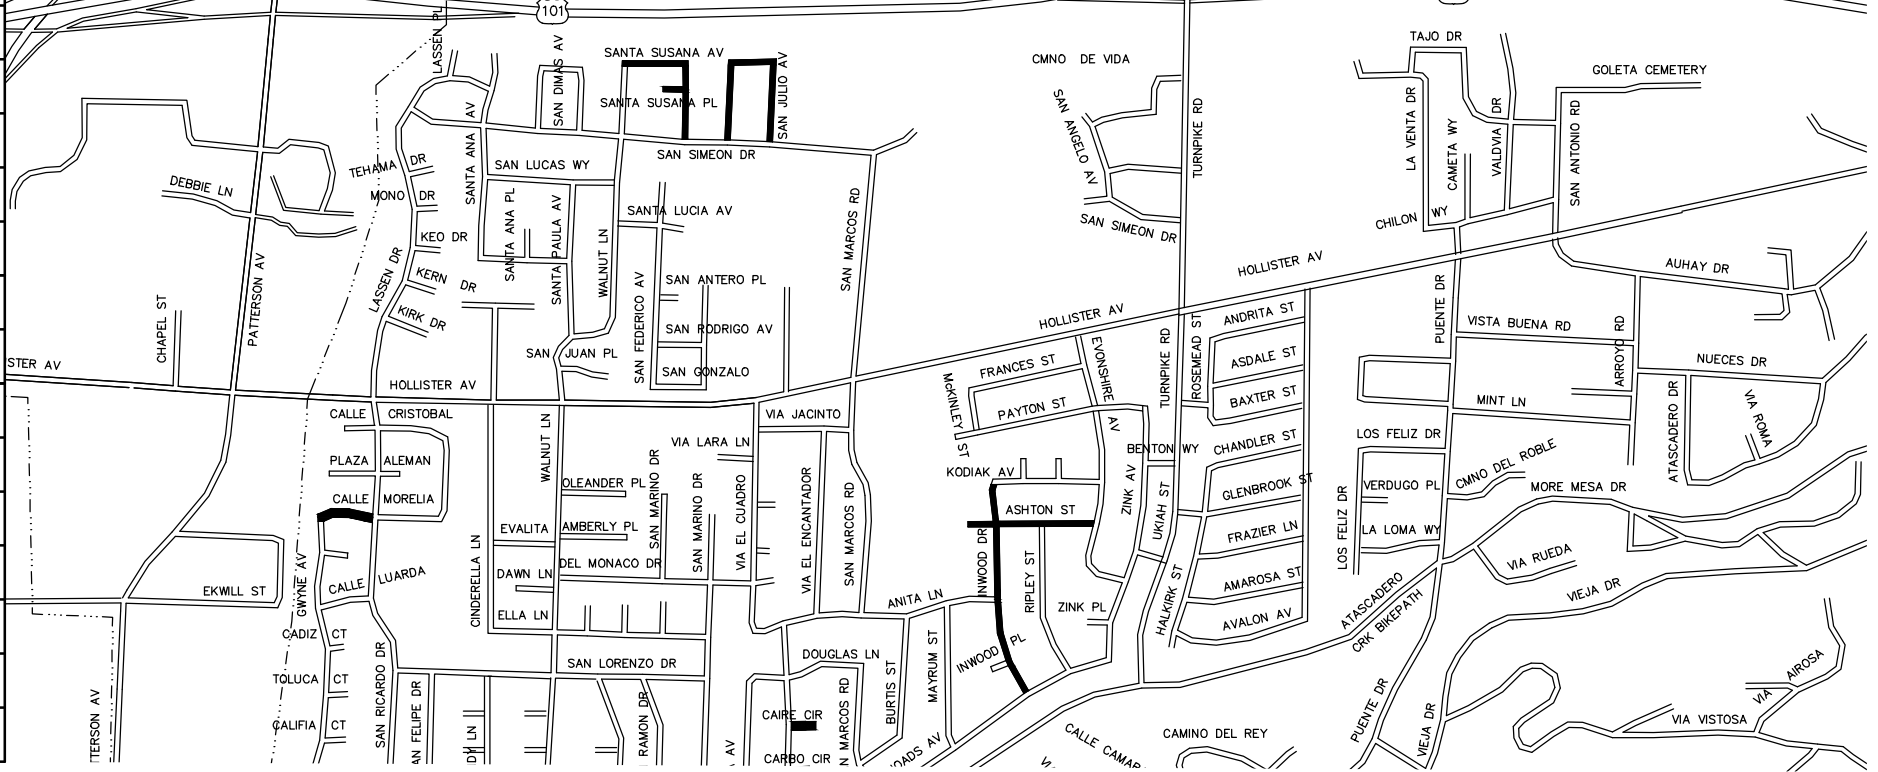 101
LASSEN PL
SAN DIMAS AV
SANTA SUSANA AV
SAN JULIO AV
SANTA SUSANA PL
CMNO DE VIDA
TAJO DR
GOLETA CEMETERY
SANTA ANA AV
SAN SIMEON DR
SAN LUCAS WY
SAN ANGELO AV
TURNPIKE RD
LA VENTA DR
CAMETA WY
VALDVIA DR
SAN ANTONIO RD
TEHAMA DR
DEBBIE LN
MONO DR
SANTA ANA PL
SANTA PAULA AV
SANTA LUCIA AV
SAN MARCOS RD
SAN SIMEON DR
CHILON WY
KEO DR
WALNUT LN
PATTERSON AV
LASSEN DR
KERN DR
SAN FEDERICO AV
SAN ANTERO PL
HOLLISTER AV
AUHAY DR
CHAPEL ST
KIRK DR
SAN RODRIGO AV
HOLLISTER AV
TURNPIKE RD
ROSEMEAD ST
ANDRITA ST
PUENTE DR
VISTA BUENA RD
ARROYO RD
STER AV
SAN JUAN PL
SAN GONZALO
FRANCES ST
EVONSHIRE AV
ASDALE ST
NUECES DR
HOLLISTER AV
McKINLEY ST
PAYTON ST
BAXTER ST
MINT LN
ATASCADERO DR
VIA ROMA
CALLE CRISTOBAL
WALNUT LN
VIA JACINTO
VIA LARA LN
BENTON WY
CHANDLER ST
LOS FELIZ DR
PLAZA ALEMAN
KODIAK AV
CMNO DEL ROBLE
CALLE MORELIA
OLEANDER PL
SAN MARINO DR
SAN MARINO DR
VIA EL CUADRO
VIA EL ENCANTADOR
SAN MARCOS RD
ZINK AV
UKIAH ST
GLENBROOK ST
VERDUGO PL
MORE MESA DR
EVALITA
AMBERLY PL
ASHTON ST
FRAZIER LN
LOS FELIZ DR
LA LOMA WY
CINDERELLA LN
DEL MONACO DR
INWOOD DR
RIPLEY ST
VIA RUEDA
EKWILL ST
GWYNE AV
CALLE LUARDA
DAWN LN
ANITA LN
ZINK PL
HALKIRK ST
AMAROSA ST
ATASCADERO
CRK BIKEPATH
VIEJA DR
ELLA LN
AVALON AV
CADIZ CT
SAN LORENZO DR
DOUGLAS LN
MAYRUM ST
INWOOD PL
TOLUCA CT
SAN RICARDO DR
BURTIS ST
VIA AIROSA
TTERSON AV
CALIFIA CT
AN FELIPE DR
DY LN
RAMON DR
AV
CAIRE CIR
N MARCOS RD
OADS AV
CALLE CAMAR
CAMINO DEL REY
PUENTE DR
VIEJA DR
VIA VISTOSA
CARBO CIR